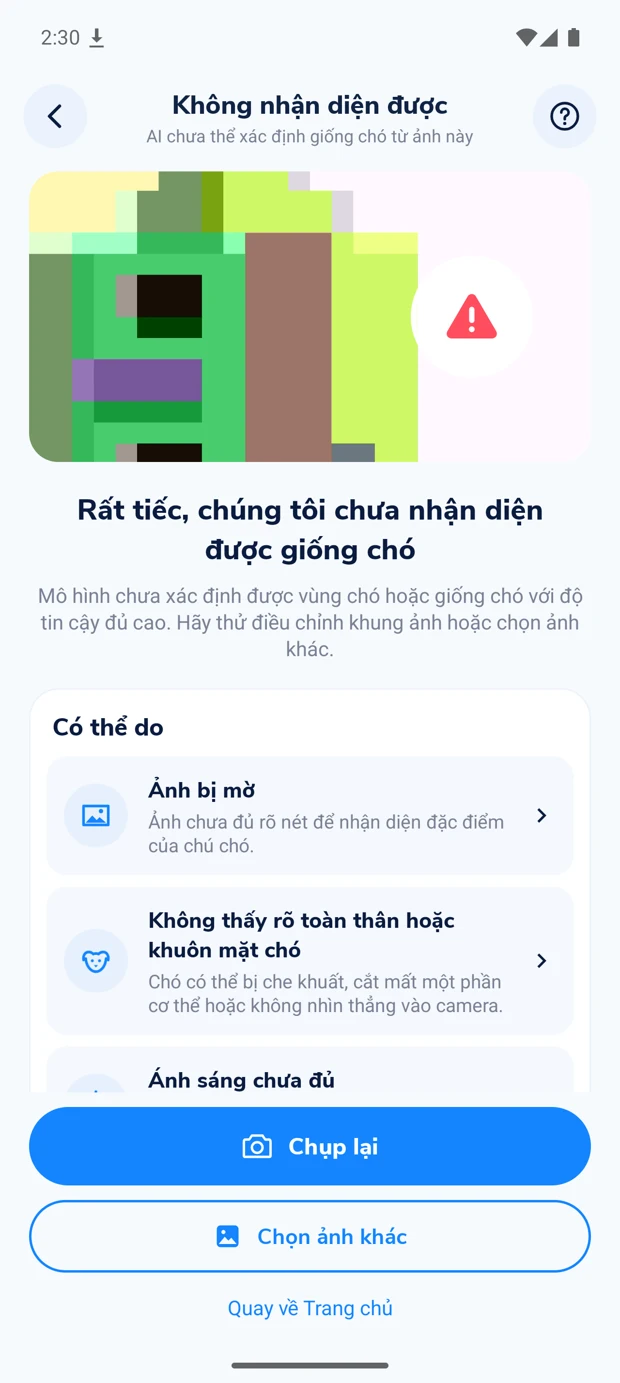 2:30
Không nhận diện được
AI chưa thể xác định giống chó từ ảnh này
Rất tiếc, chúng tôi chưa nhận diện
được giống chó
Mô hình chưa xác định được vùng chó hoặc giống chó với độ
tin cậy đủ cao. Hãy thử điều chỉnh khung ảnh hoặc chọn ảnh
khác.
Có thể do
Ảnh bị mờ
Ảnh chưa đủ rõ nét để nhận diện đặc điểm
của chú chó.
Không thấy rõ toàn thân hoặc
khuôn mặt chó
Chó có thể bị che khuất, cắt mất một phần
cơ thể hoặc không nhìn thẳng vào camera.
Ánh sáng chưa đủ
Chụp lại
Chọn ảnh khác
Quay về Trang chủ